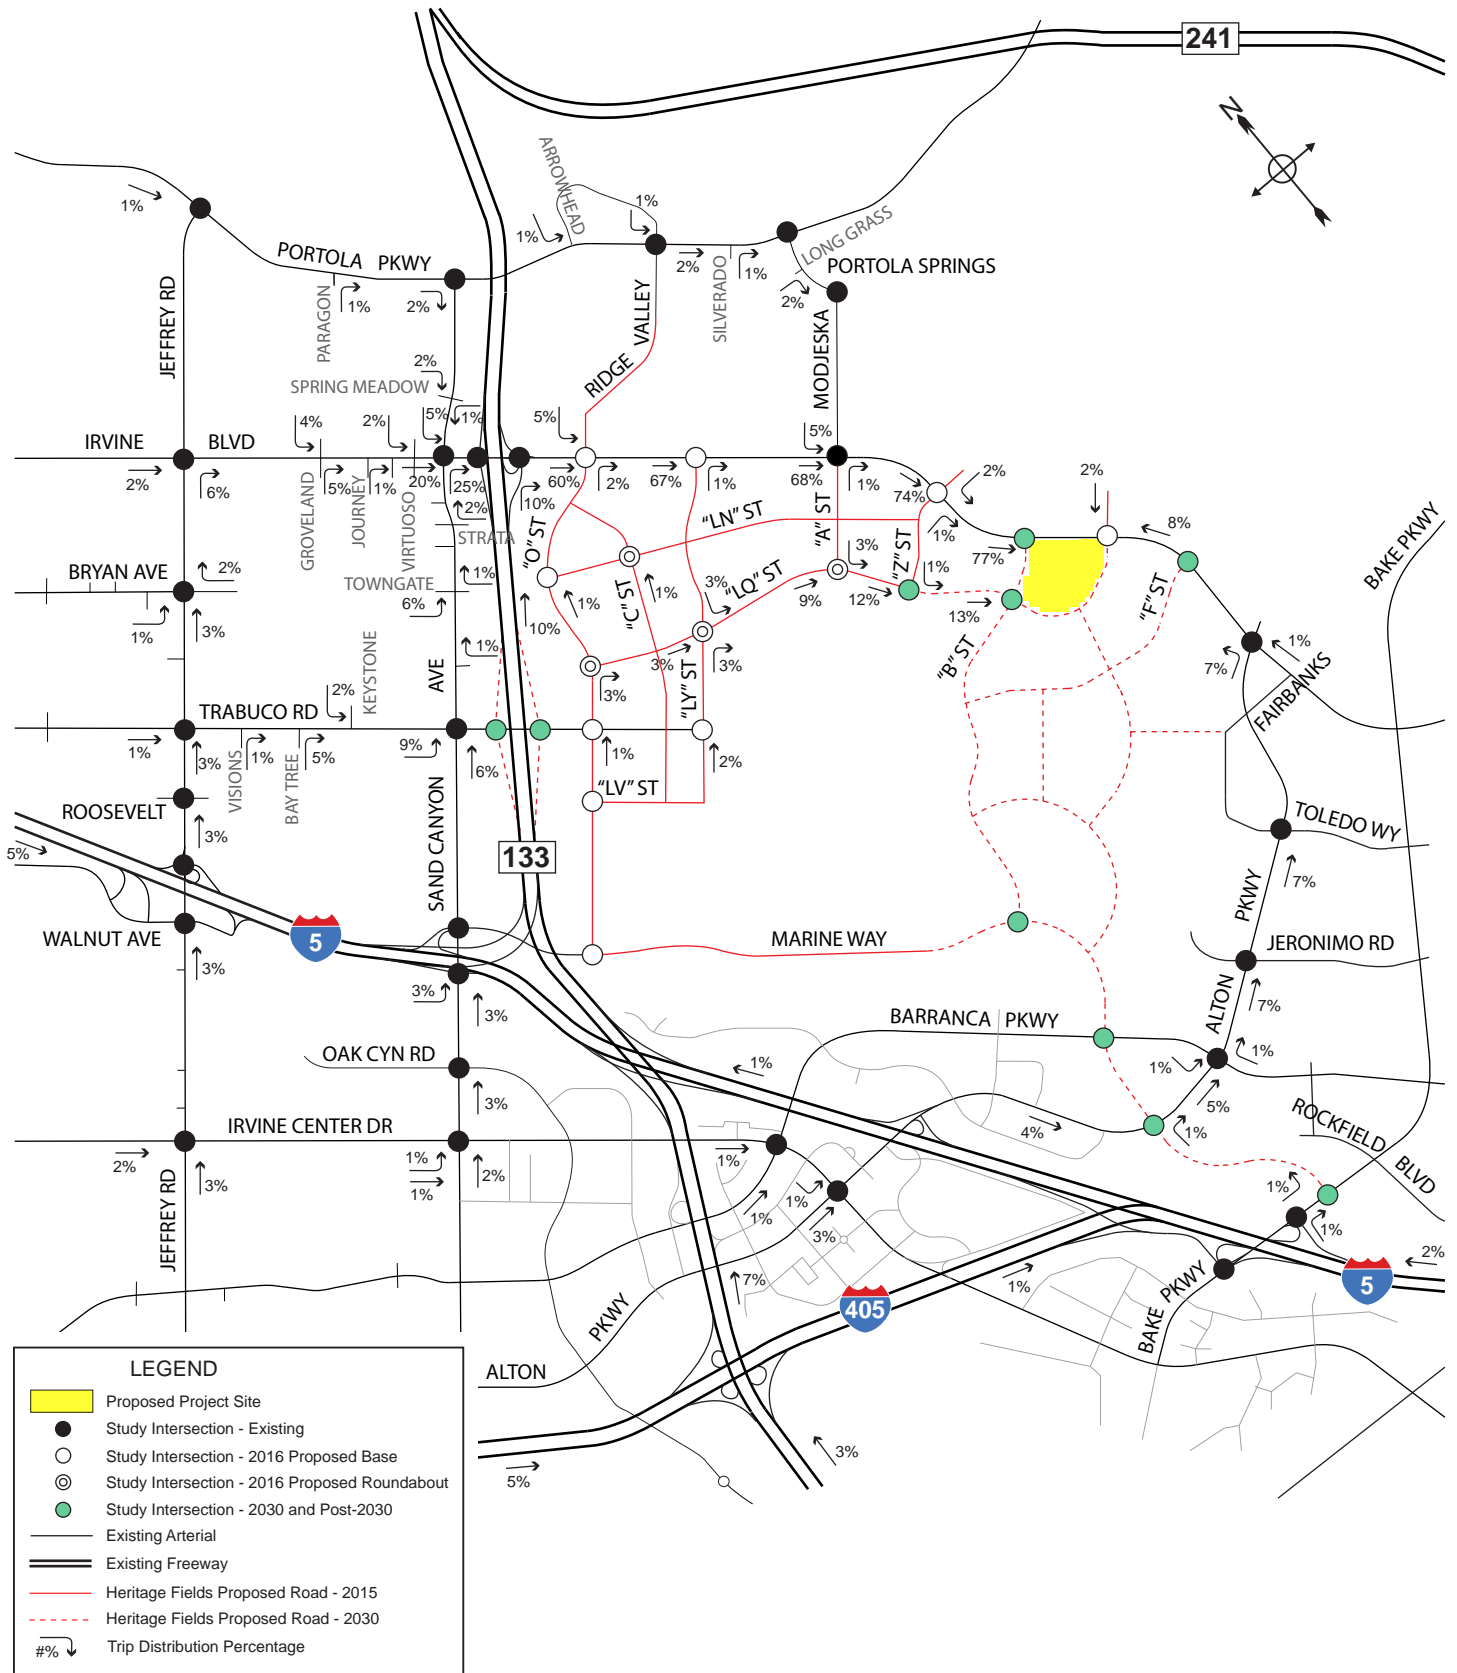 241
N
ARROWHEAD
1%
1%
1%
LONG GRASS
PORTOLA PKWY
2%
1%
PORTOLA SPRINGS
PARAGON
1%
2%
SILVERADO
2%
JEFFREY RD
RIDGE VALLEY
MODJESKA
2%
SPRING MEADOW
4%
2%
5%
1%
5%
5%
IRVINE BLVD
2%
6%
5%
1%
20%
25%
10%
60%
2%
67%
1%
68%
1%
74%
2%
2%
GROVELAND
JOURNEY
VIRTUOSO
2%
STRATA
"O" ST
"LN" ST
"A" ST
"Z" ST
1%
77%
8%
BAKE PKWY
BRYAN AVE
2%
TOWNGATE
1%
6%
"C" ST
1%
3%
"LQ" ST
3%
1%
1%
3%
10%
1%
9%
12%
13%
"F" ST
"B" ST
KEYSTONE
AVE
1%
3%
3%
3%
"LY" ST
7%
1%
FAIRBANKS
2%
TRABUCO RD
1%
3%
VISIONS
1%
BAY TREE
5%
9%
6%
1%
2%
"LV" ST
ROOSEVELT
3%
SAND CANYON
133
TOLEDO WY
5%
7%
PKWY
WALNUT AVE
5
MARINE WAY
JERONIMO RD
3%
3%
3%
7%
ALTON
BARRANCA PKWY
OAK CYN RD
1%
1%
1%
3%
5%
ROCKFIELD BLVD
IRVINE CENTER DR
2%
3%
1%
1%
2%
1%
4%
1%
JEFFREY RD
1%
1%
3%
1%
1%
2%
7%
1%
5
PKWY
405
BAKE PKWY
ALTON
5%
3%
LEGEND
Proposed Project Site
Study Intersection - Existing
Study Intersection - 2016 Proposed Base
Study Intersection - 2016 Proposed Roundabout
Study Intersection - 2030 and Post-2030
Existing Arterial
Existing Freeway
Heritage Fields Proposed Road - 2015
Heritage Fields Proposed Road - 2030
#% Trip Distribution Percentage